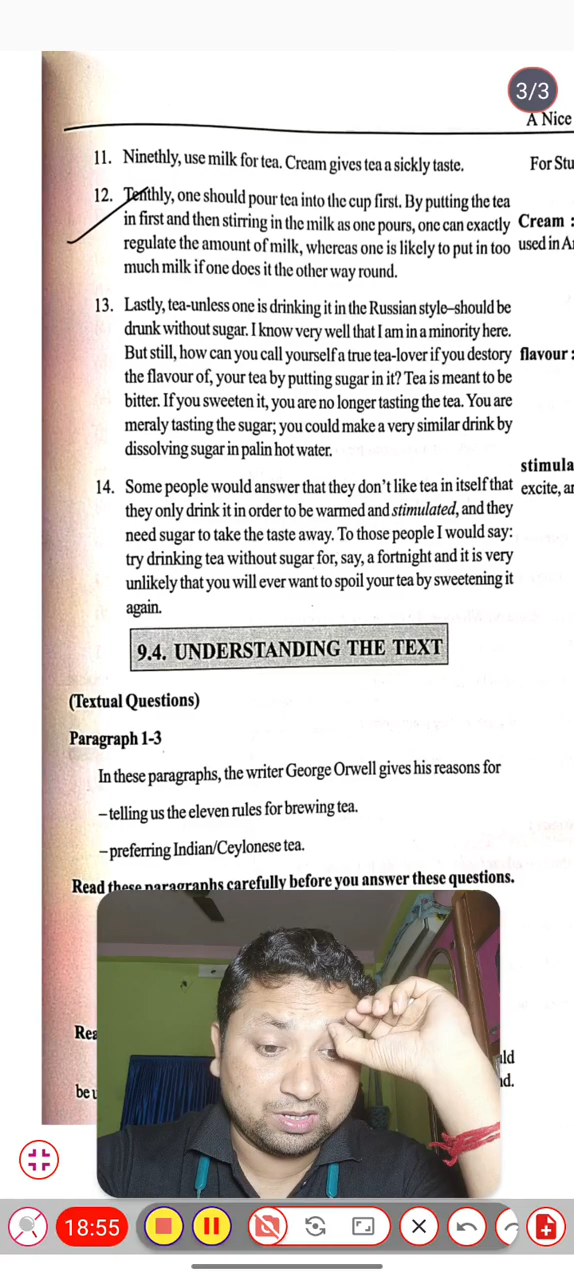 3/3
A Nice
11. Ninethly, use milk for tea. Cream gives tea a sickly taste.
For Stu
12. Tenthly, one should pour tea into the cup first. By putting the tea
in first and then stirring in the milk as one pours, one can exactly
Cream :
regulate the amount of milk, whereas one is likely to put in too
used in A
much milk if one does it the other way round.
13. Lastly, tea-unless one is drinking it in the Russian style–should be
drunk without sugar. I know very well that I am in a minority here.
But still, how can you call yourself a true tea-lover if you destory
flavour :
the flavour of, your tea by putting sugar in it? Tea is meant to be
bitter. If you sweeten it, you are no longer tasting the tea. You are
meraly tasting the sugar; you could make a very similar drink by
dissolving sugar in palin hot water.
stimula
14. Some people would answer that they don't like tea in itself that
excite, a
they only drink it in order to be warmed and stimulated, and they
need sugar to take the taste away. To those people I would say:
try drinking tea without sugar for, say, a fortnight and it is very
unlikely that you will ever want to spoil your tea by sweetening it
again.
9.4. UNDERSTANDING THE TEXT
(Textual Questions)
Paragraph 1-3
In these paragraphs, the writer George Orwell gives his reasons for
– telling us the eleven rules for brewing tea.
– preferring Indian/Ceylonese tea.
Read these paragraphs carefully before you answer these questions.
Rea
uld
be u
d.
18:55